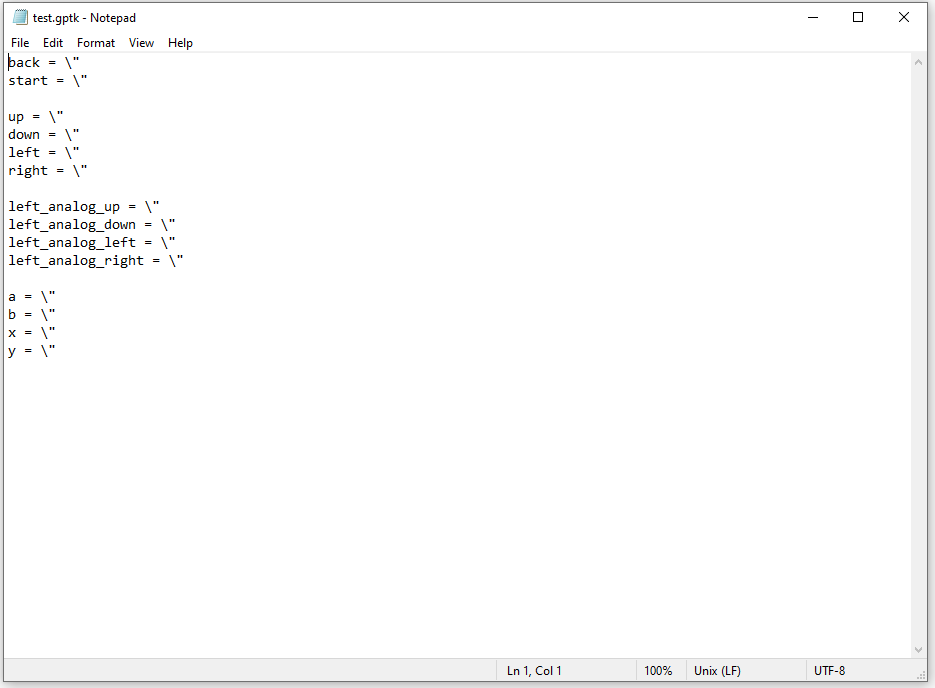 test.gptk - Notepad
File Edit Format View Help
back = \"
start = \"
up = \"
down = \"
left = \"
right = \"
left_analog_up = \"
left_analog_down = \"
left_analog_left = \"
left_analog_right = \"
a = \"
b = \"
x = \"
y = \"
Ln 1, Col 1 100% Unix (LF) UTF-8